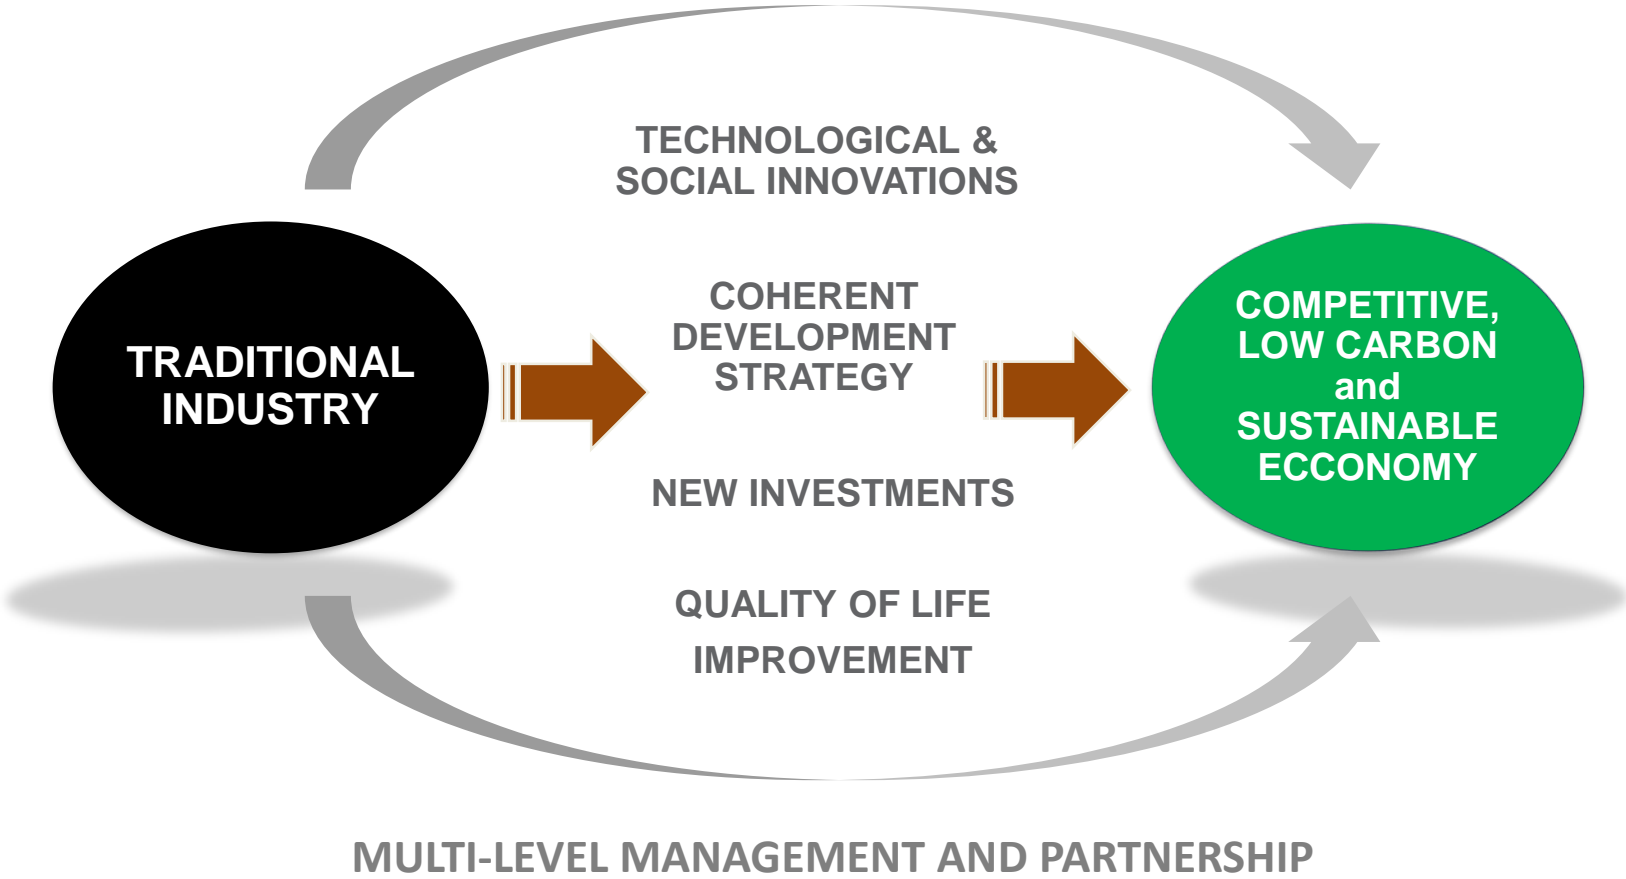 TECHNOLOGICAL &
SOCIAL INNOVATIONS
TRADITIONAL
INDUSTRY
COHERENT
DEVELOPMENT
STRATEGY
NEW INVESTMENTS
QUALITY OF LIFE
IMPROVEMENT
COMPETITIVE,
LOW CARBON
and
SUSTAINABLE
ECCONOMY
MULTI-LEVEL MANAGEMENT AND PARTNERSHIP